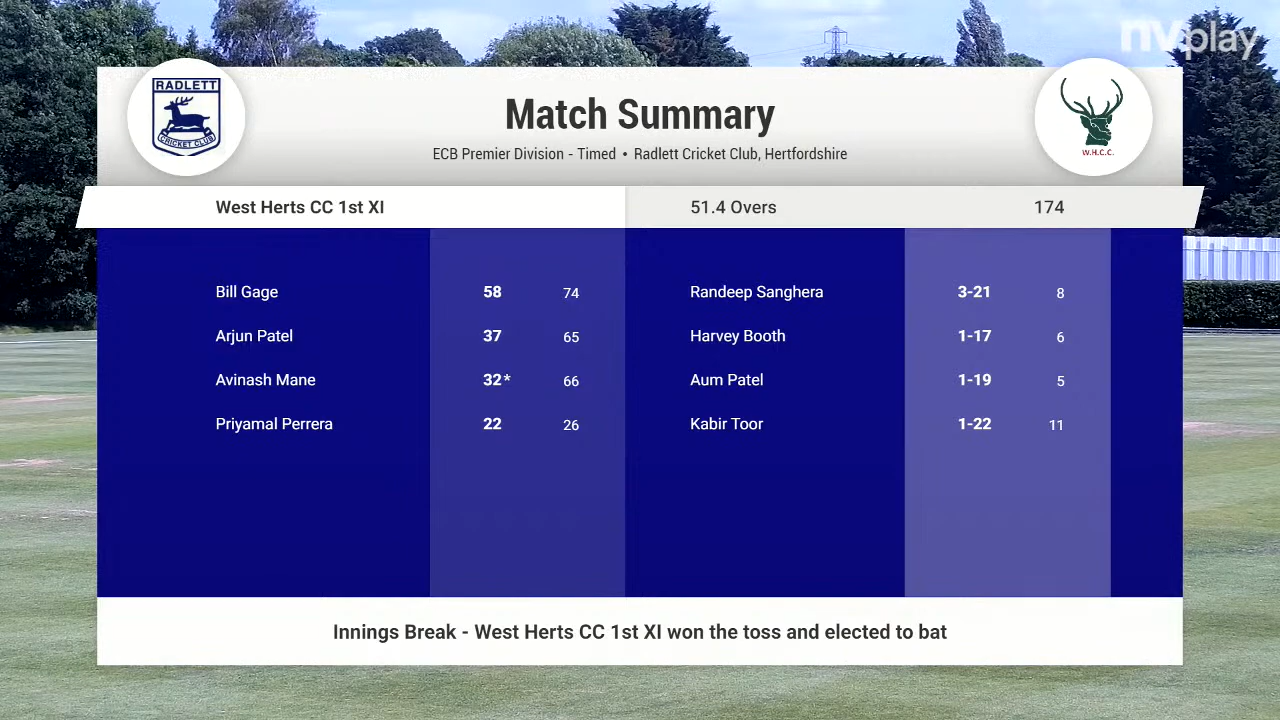 nvplay
RADLETT
CRICKET CLUB
Match Summary
ECB Premier Division - Timed • Radlett Cricket Club, Hertfordshire
W.H.C.C.
West Herts CC 1st XI 51.4 Overs 174
Bill Gage 58 74 Randeep Sanghera 3-21 8
Arjun Patel 37 65 Harvey Booth 1-17 6
Avinash Mane 32* 66 Aum Patel 1-19 5
Priyamal Perrera 22 26 Kabir Toor 1-22 11
Innings Break - West Herts CC 1st XI won the toss and elected to bat